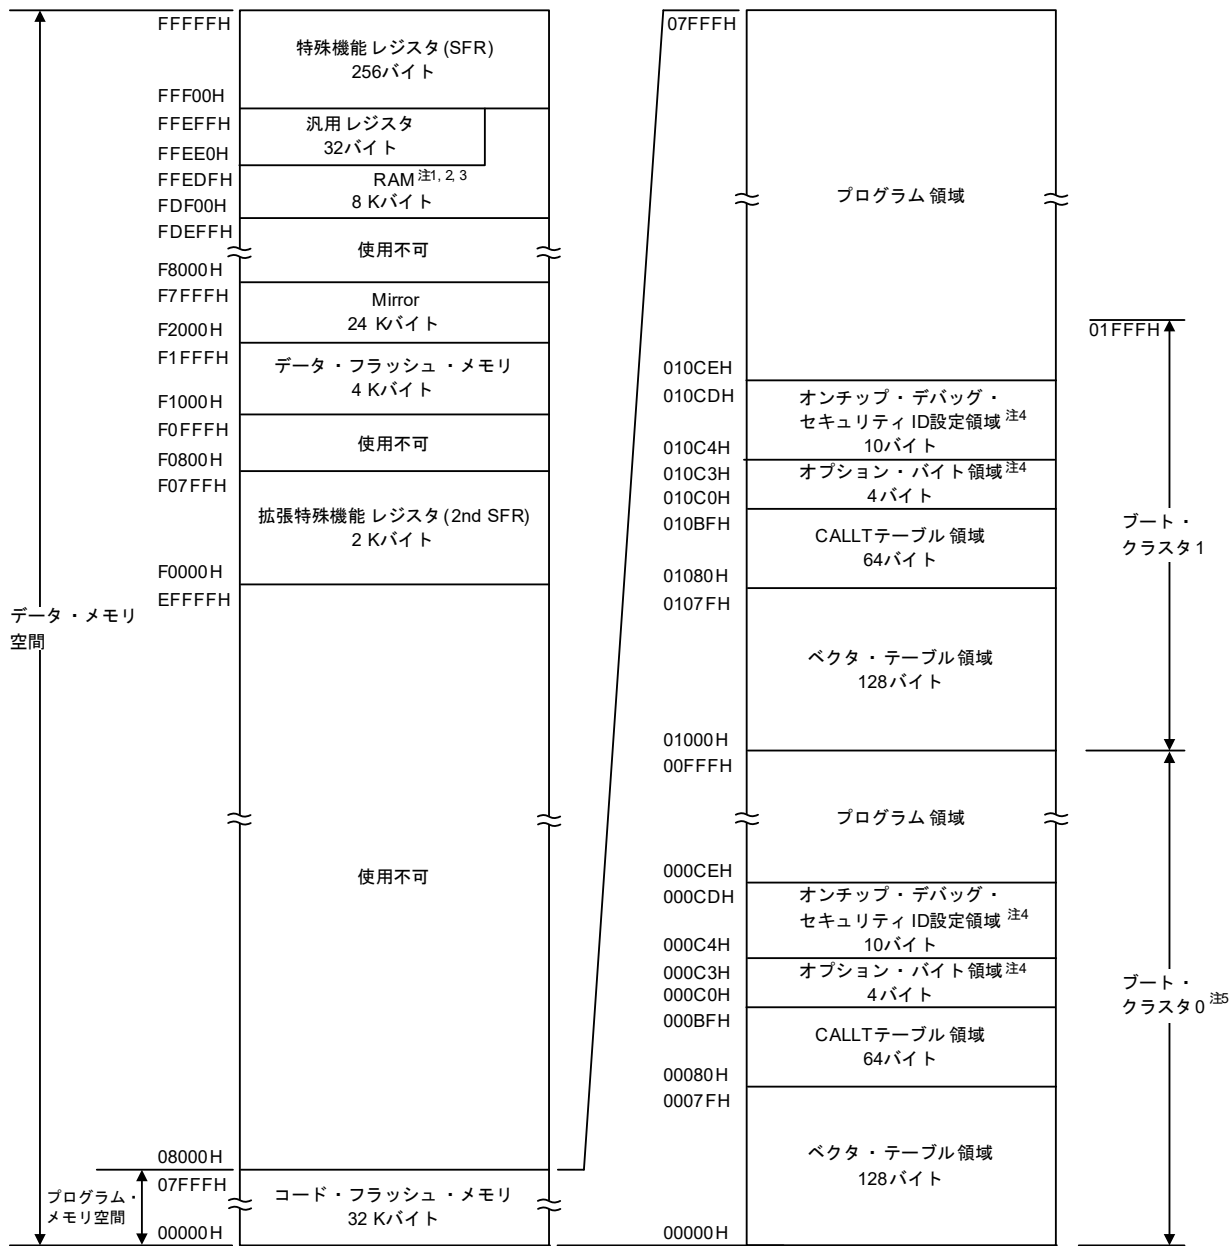 FFFFFH
特殊機能レジスタ(SFR)
256バイト
FFF00H
FFEFFH
汎用レジスタ
32バイト
FFEE0H
FFEDFH
RAM 注1, 2, 3
8 Kバイト
FDF00H
FDEFFH
使用不可
F8000H
F7FFFH
Mirror
24 Kバイト
F2000H
F1FFFH
データ・フラッシュ・メモリ
4 Kバイト
F1000H
F0FFFH
使用不可
F0800H
F07FFH
拡張特殊機能レジスタ(2nd SFR)
2 Kバイト
F0000H
EFFFFH
データ・メモリ
空間
使用不可
08000H
07FFFH
コード・フラッシュ・メモリ
32 Kバイト
プログラム・
メモリ空間
00000H
07FFFH
プログラム領域
01FFFH
010CEH
010CDH
オンチップ・デバッグ・
セキュリティID設定領域 注4
10バイト
010C4H
010C3H
オプション・バイト領域 注4
4バイト
010C0H
010BFH
CALLTテーブル領域
64バイト
01080H
0107FH
ブート・
クラスタ1
ベクタ・テーブル領域
128バイト
01000H
00FFFH
プログラム領域
000CEH
000CDH
オンチップ・デバッグ・
セキュリティID設定領域 注4
10バイト
000C4H
000C3H
オプション・バイト領域 注4
4バイト
000C0H
000BFH
CALLTテーブル領域
64バイト
00080H
0007FH
ブート・
クラスタ0 注5
ベクタ・テーブル領域
128バイト
00000H